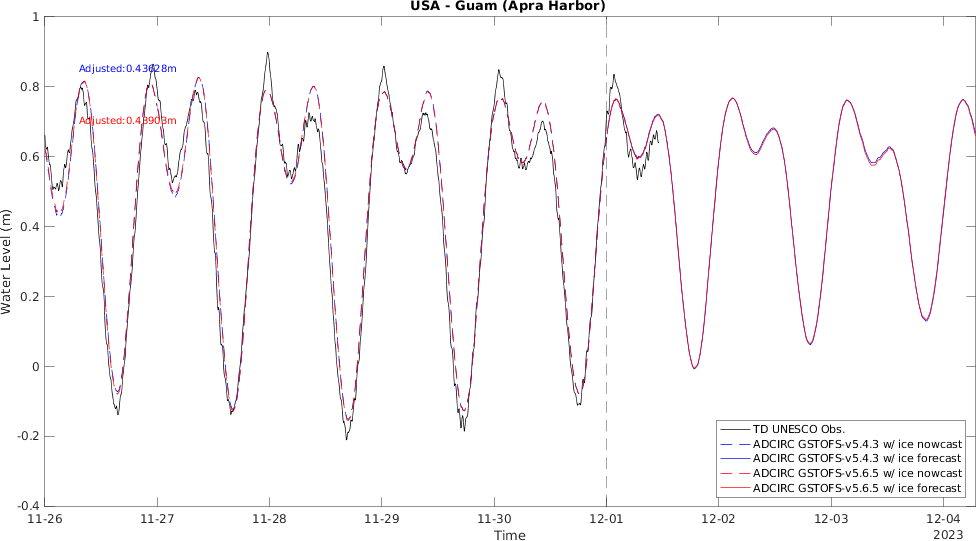 USA - Guam (Apra Harbor)
Water Level (m)
1
0.8
0.6
0.4
0.2
0
-0.2
-0.4
Adjusted:0.43628m
Adjusted:0.43903m
TD UNESCO Obs.
ADCIRC GSTOFS-v5.4.3 w/ ice nowcast
ADCIRC GSTOFS-v5.4.3 w/ ice forecast
ADCIRC GSTOFS-v5.6.5 w/ ice nowcast
ADCIRC GSTOFS-v5.6.5 w/ ice forecast
11-26 11-27 11-28 11-29 11-30 12-01 12-02 12-03 12-04
Time
2023